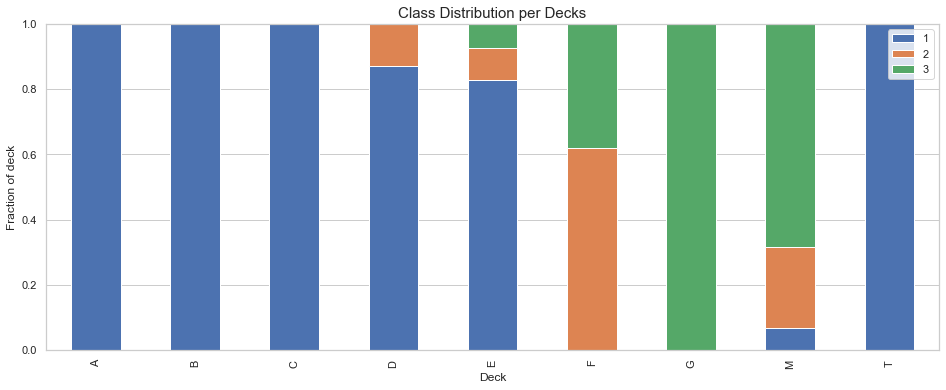 Class Distribution per Decks
1.0
0.8
0.6
0.4
0.2
0.0
Fraction of deck
1
2
3
A
B
C
D
E
F
G
M
T
Deck